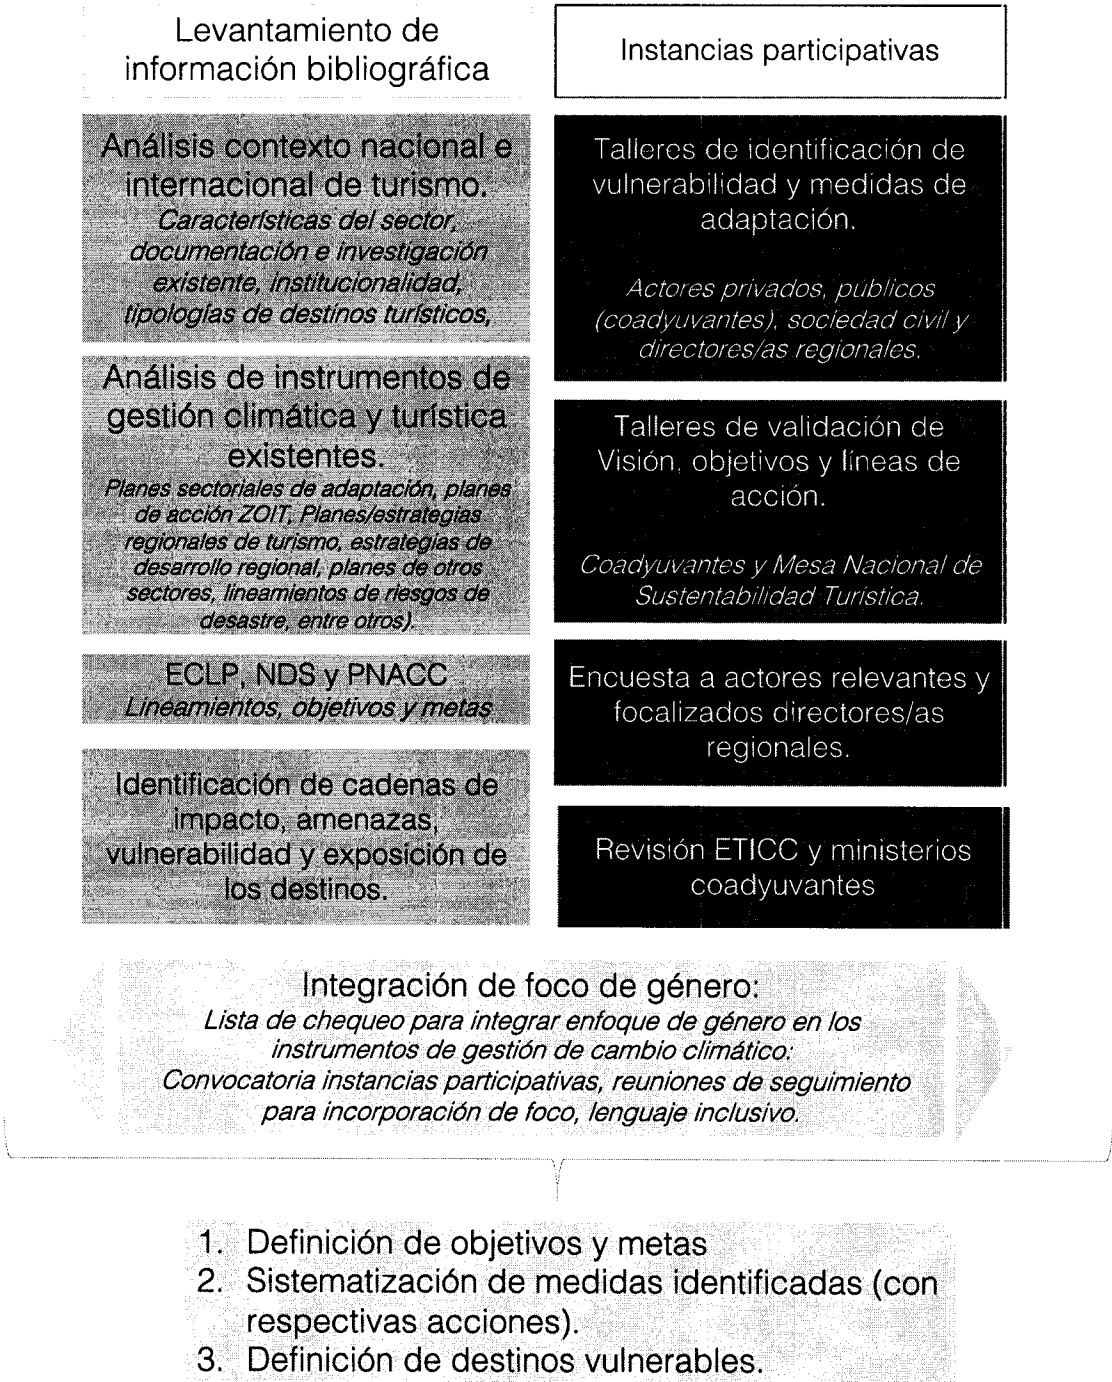 Levantamiento de
información bibliográfica
Análisis contexto nacional e
internacional de turismo.
Características del sector,
documentación e investigación
existente, institucionalidad,
tipologías de destinos turísticos,
Análisis de instrumentos de
gestión climática y turística
existentes.
Planes sectoriales de adaptación, planes
de acción ZOIT, Planes/estrategias
regionales de turismo, estrategias de
desarrollo regional, planes de otros
sectores, lineamientos de riesgos de
desastre, entre otros).
ECLP, NDS y PNACC
Lineamientos, objetivos y metas
Identificación de cadenas de
impacto, amenazas,
vulnerabilidad y exposición de
los destinos.
Instancias participativas
Talleres de identificación de
vulnerabilidad y medidas de
adaptación.
Actores privados, públicos
(coadyuvantes), sociedad civil y
directores/as regionales.
Talleres de validación de
Visión, objetivos y líneas de
acción.
Coadyuvantes y Mesa Nacional de
Sustentabilidad Turística.
Encuesta a actores relevantes y
focalizados directores/as
regionales.
Revisión ETICC y ministerios
coadyuvantes
Integración de foco de género:
Lista de chequeo para integrar enfoque de género en los
instrumentos de gestión de cambio climático:
Convocatoria instancias participativas, reuniones de seguimiento
para incorporación de foco, lenguaje inclusivo.
1. Definición de objetivos y metas
2. Sistematización de medidas identificadas (con
respectivas acciones).
3. Definición de destinos vulnerables.